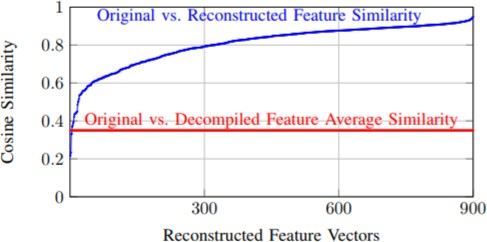 1
Original vs. Reconstructed Feature Similarity
0.8
0.6
Original vs. Decompiled Feature Average Similarity
0.4
0.2
0
300
600
900
Cosine Similarity
Reconstructed Feature Vectors